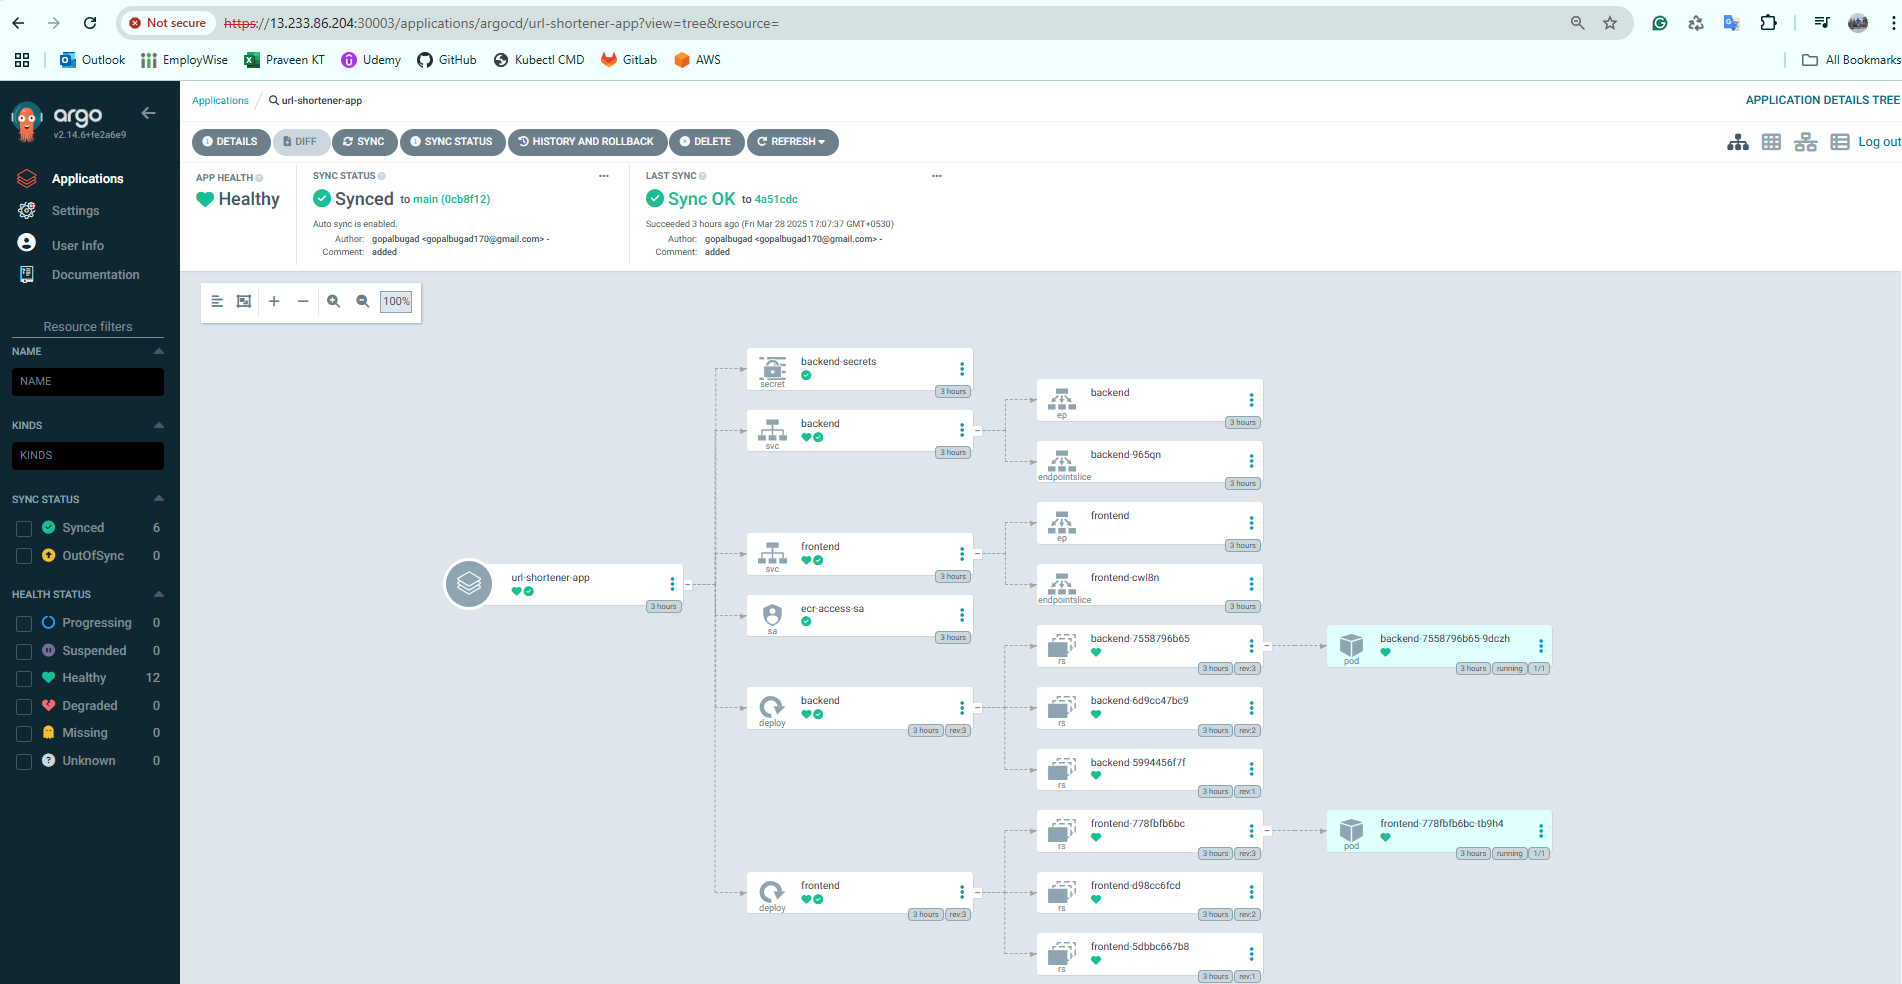 Not secure https://13.233.86.204:30003/applications/argocd/url-shortener-app?view=tree&resource=
Outlook EmployWise Praveen KT Udemy GitHub Kubectl CMD GitLab AWS All Bookmarks
argo
v2.14.6+fe2a6e9
Applications
Settings
User Info
Documentation
Resource filters
NAME
NAME
KINDS
KINDS
SYNC STATUS
Synced 6
OutOfSync 0
HEALTH STATUS
Progressing 0
Suspended 0
Healthy 12
Degraded 0
Missing 0
Unknown 0
Applications / url-shortener-app
APPLICATION DETAILS TREE
DETAILS DIFF SYNC SYNC STATUS HISTORY AND ROLLBACK DELETE REFRESH
Log out
APP HEALTH
Healthy
SYNC STATUS
Synced to main (0cb8f12)
Auto sync is enabled.
Author: gopalbugad <gopalbugad170@gmail.com> -
Comment: added
LAST SYNC
Sync OK to 4a51cdc
Succeeded 3 hours ago (Fri Mar 28 2025 17:07:37 GMT+0530)
Author: gopalbugad <gopalbugad170@gmail.com> -
Comment: added
100%
url-shortener-app
3 hours
backend-secrets
secret
3 hours
backend
svc
3 hours
frontend
svc
3 hours
ecr-access-sa
sa
3 hours
backend
deploy
3 hours rev:3
frontend
deploy
3 hours rev:3
backend
ep
3 hours
backend-965qn
endpointslice
3 hours
frontend
ep
3 hours
frontend-cwl8n
endpointslice
3 hours
backend-7558796b65
rs
3 hours rev:3
backend-6d9cc47bc9
rs
3 hours rev:2
backend-5994456f7f
rs
3 hours rev:1
frontend-778fbfb6bc
rs
3 hours rev:3
frontend-d98cc6fcd
rs
3 hours rev:2
frontend-5dbbc667b8
rs
3 hours rev:1
backend-7558796b65-9dczh
pod
3 hours running 1/1
frontend-778fbfb6bc-tb9h4
pod
3 hours running 1/1